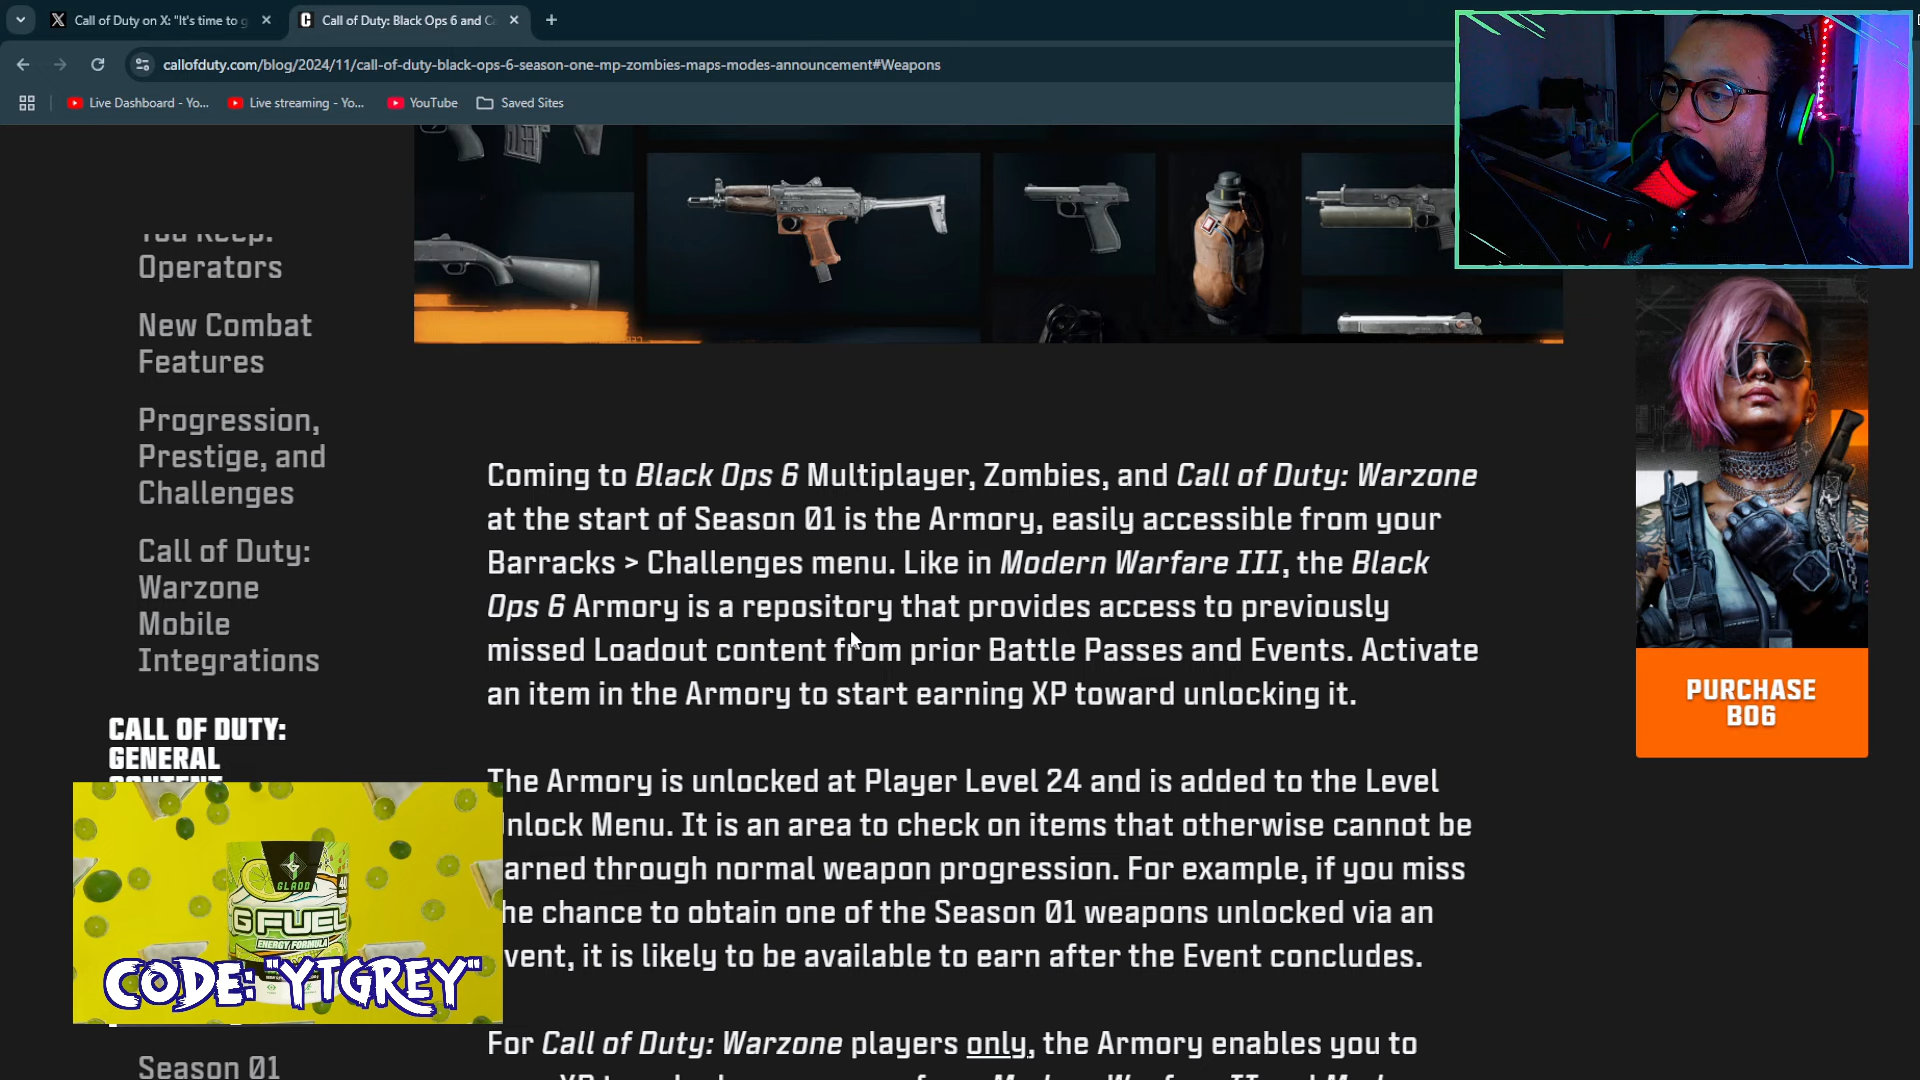 Call of Duty on X: "It's time to g
Call of Duty: Black Ops 6 and C
callofduty.com/blog/2024/11/call-of-duty-black-ops-6-season-one-mp-zombies-maps-modes-announcement#Weapons
Live Dashboard - Yo...
Live streaming - Yo...
YouTube
Saved Sites
You Keep:
Operators
New Combat
Features
Progression,
Prestige, and
Challenges
Call of Duty:
Warzone
Mobile
Integrations
CALL OF DUTY:
GENERAL
CONTENT
Season 01
Coming to Black Ops 6 Multiplayer, Zombies, and Call of Duty: Warzone
at the start of Season 01 is the Armory, easily accessible from your
Barracks > Challenges menu. Like in Modern Warfare III, the Black
Ops 6 Armory is a repository that provides access to previously
missed Loadout content from prior Battle Passes and Events. Activate
an item in the Armory to start earning XP toward unlocking it.
The Armory is unlocked at Player Level 24 and is added to the Level
nlock Menu. It is an area to check on items that otherwise cannot be
arned through normal weapon progression. For example, if you miss
he chance to obtain one of the Season 01 weapons unlocked via an
vent, it is likely to be available to earn after the Event concludes.
For Call of Duty: Warzone players only, the Armory enables you to
PURCHASE
BO6
GLADD
40
G FUEL
ENERGY FORMULA
CODE: "YTGREY"